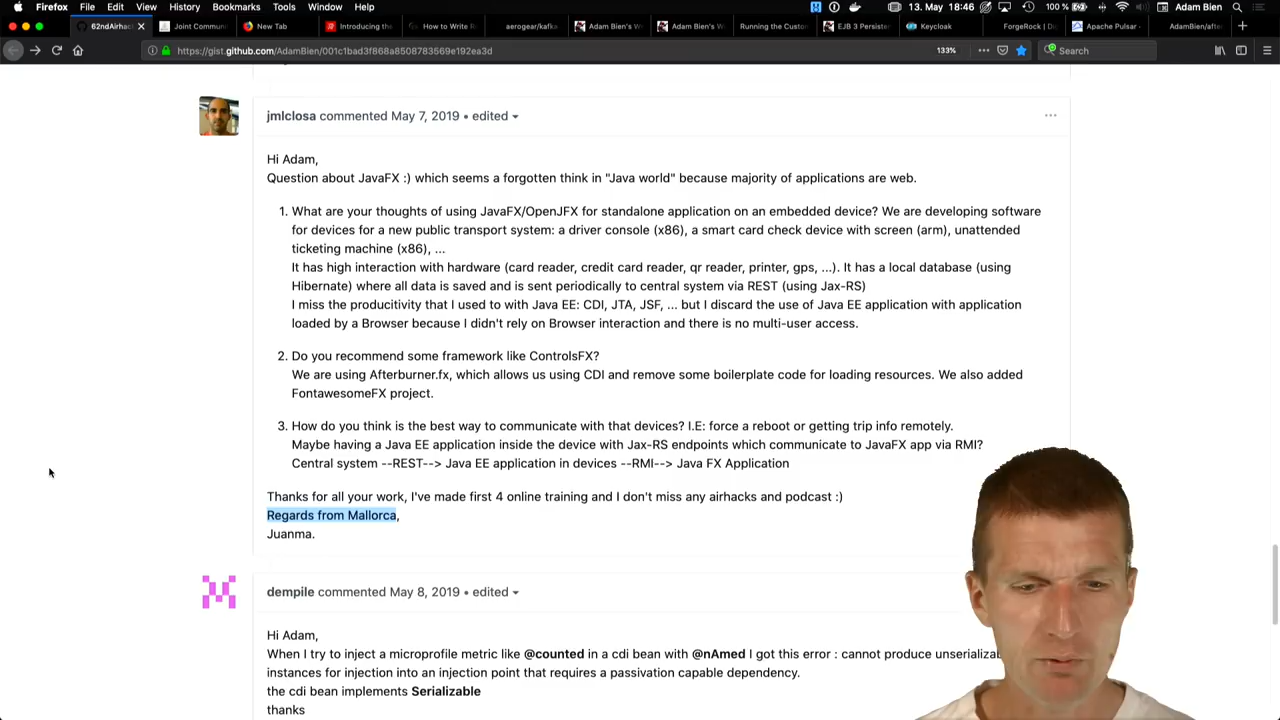 Firefox File Edit View History Bookmarks Tools Window Help 13. May 18:46 100 % Adam Bien
62ndAirhac Joint Commun New Tab Introducing the How to Write R aerogear/kafka Adam Bien's W Adam Bien's W Running the Custom EJB 3 Persiste Keycloak ForgeRock | D Apache Pulsar · AdamBien/after
https://gist.github.com/AdamBien/001c1bad3f868a8508783569e192ea3d 133% Search
jmlclosa commented May 7, 2019 • edited
Hi Adam,
Question about JavaFX :) which seems a forgotten think in "Java world" because majority of applications are web.
1. What are your thoughts of using JavaFX/OpenJFX for standalone application on an embedded device? We are developing software
for devices for a new public transport system: a driver console (x86), a smart card check device with screen (arm), unattended
ticketing machine (x86), ...
It has high interaction with hardware (card reader, credit card reader, qr reader, printer, gps, ...). It has a local database (using
Hibernate) where all data is saved and is sent periodically to central system via REST (using Jax-RS)
I miss the producitivity that I used to with Java EE: CDI, JTA, JSF, ... but I discard the use of Java EE application with application
loaded by a Browser because I didn't rely on Browser interaction and there is no multi-user access.
2. Do you recommend some framework like ControlsFX?
We are using Afterburner.fx, which allows us using CDI and remove some boilerplate code for loading resources. We also added
FontawesomeFX project.
3. How do you think is the best way to communicate with that devices? I.E: force a reboot or getting trip info remotely.
Maybe having a Java EE application inside the device with Jax-RS endpoints which communicate to JavaFX app via RMI?
Central system --REST--> Java EE application in devices --RMI--> Java FX Application
Thanks for all your work, I've made first 4 online training and I don't miss any airhacks and podcast :)
Regards from Mallorca,
Juanma.
dempile commented May 8, 2019 • edited
Hi Adam,
When I try to inject a microprofile metric like @counted in a cdi bean with @nAmed I got this error : cannot produce unserializa
instances for injection into an injection point that requires a passivation capable dependency.
the cdi bean implements Serializable
thanks